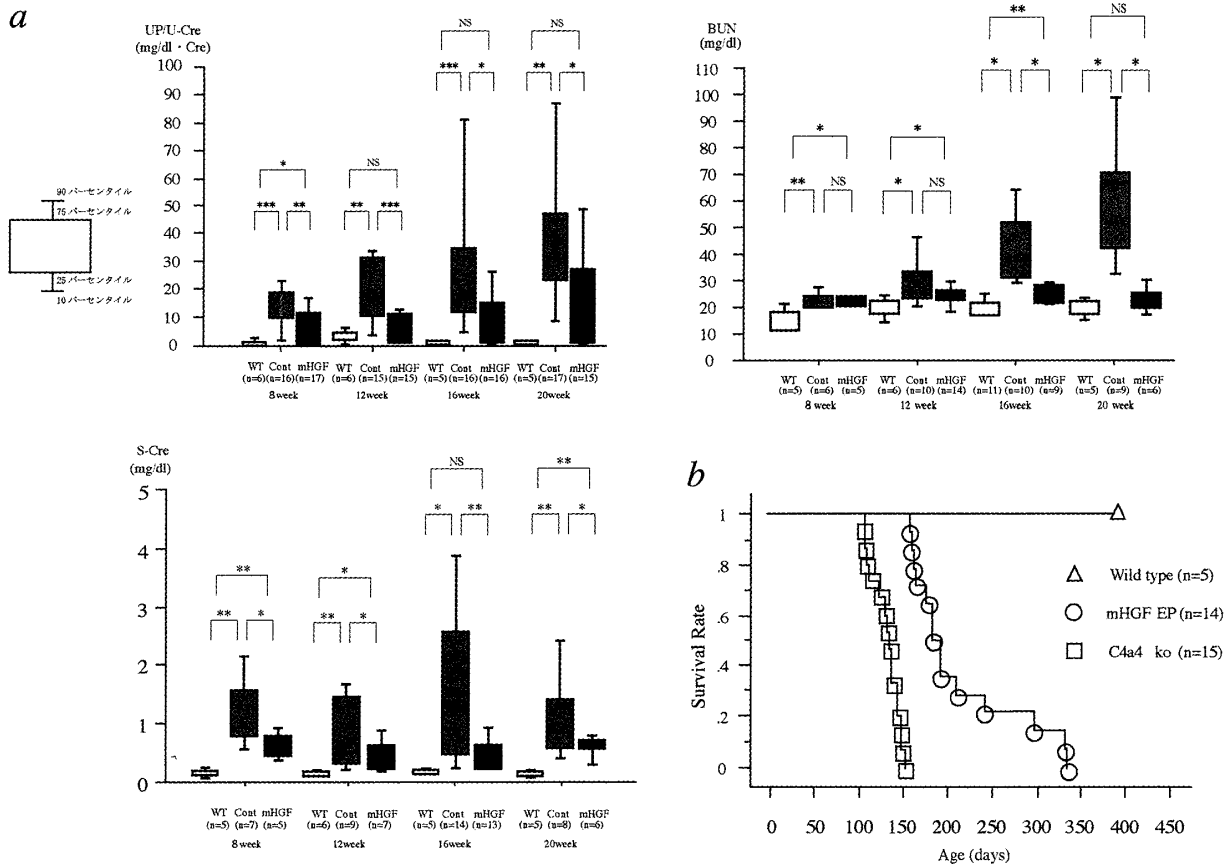 a
UP/U-Cre
(mg/dl・Cre)
100
90
80
70
60
50
40
30
20
10
0
*
***
**
NS
**
***
NS
***
*
NS
**
*
WT Cont mHGF WT Cont mHGF WT Cont mHGF WT Cont mHGF
(n=6)(n=16)(n=17) (n=6) (n=15)(n=15) (n=5) (n=16) (n=16) (n=5) (n=17) (n=15)
8week 12week 16week 20week
90 パーセンタイル
75 パーセンタイル
25 パーセンタイル
10 パーセンタイル
BUN
(mg/dl)
110
100
90
80
70
60
50
40
30
20
10
0
*
**
NS
*
*
NS
**
*
*
NS
*
*
WT Cont mHGF WT Cont mHGF WT Cont mHGF WT Cont mHGF
(n=5) (n=6) (n=5) (n=6) (n=10) (n=14) (n=11) (n=10) (n=9) (n=5) (n=9) (n=6)
8 week 12 week 16week 20 week
S-Cre
(mg/dl)
5
4
3
2
1
0
**
**
*
*
**
*
NS
*
**
**
**
*
WT Cont mHGF WT Cont mHGF WT Cont mHGF WT Cont mHGF
(n=5) (n=7) (n=5) (n=6) (n=9) (n=7) (n=5) (n=14) (n=13) (n=5) (n=8) (n=6)
8week 12week 16week 20week
b
Survival Rate
1
.8
.6
.4
.2
0
Wild type (n=5)
mHGF EP (n=14)
C4a4 ko (n=15)
0 50 100 150 200 250 300 350 400 450
Age (days)